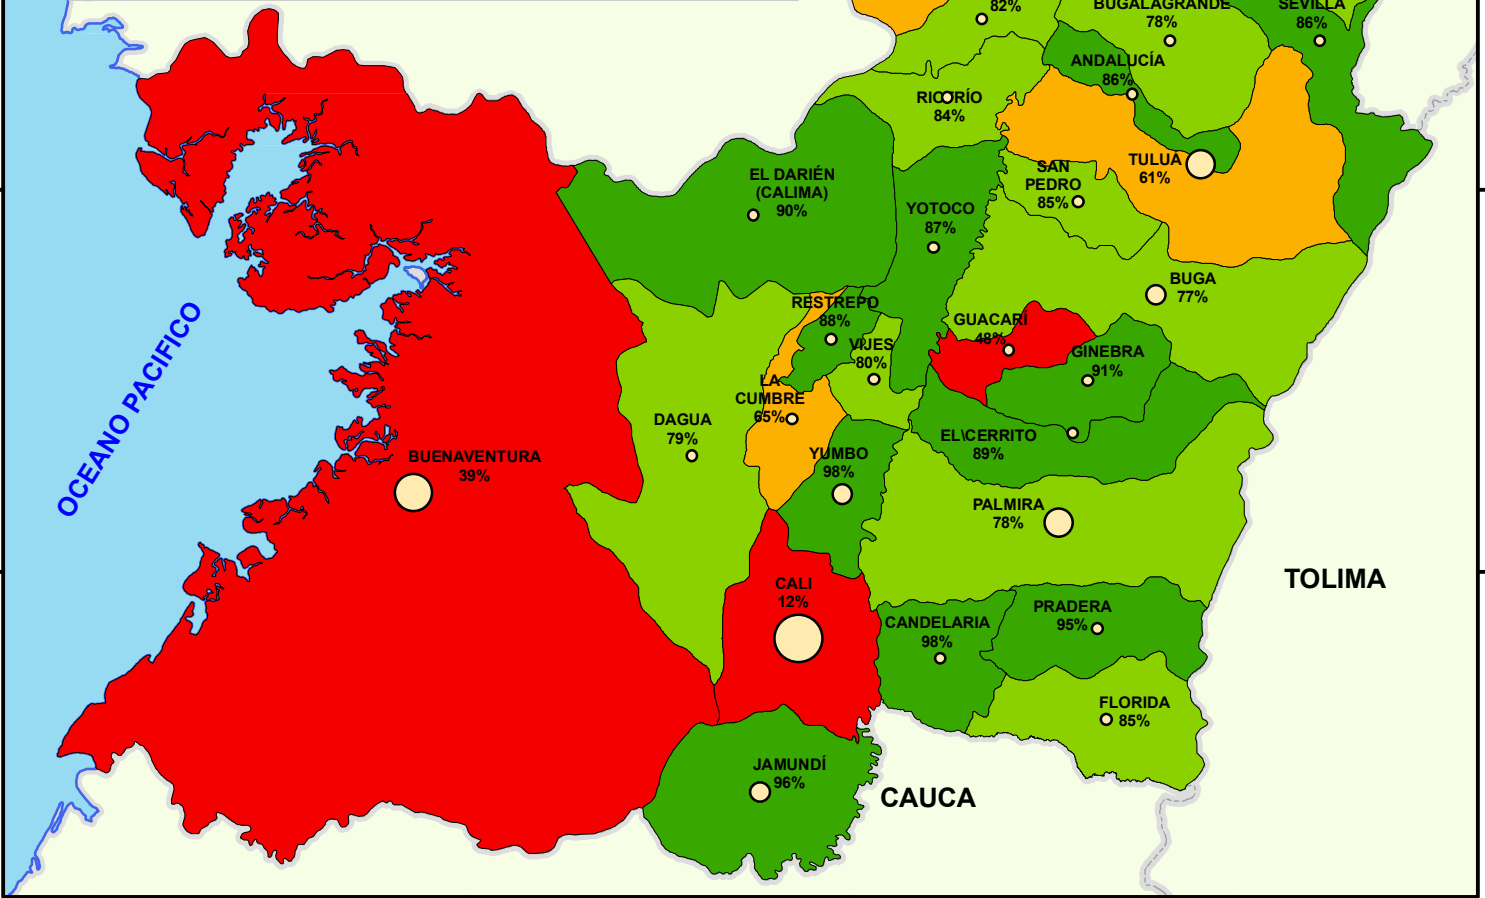 82%
BUGALAGRANDE
78%
SEVILLA
86%
ANDALUCÍA
86%
RIOFRÍO
84%
TULUÁ
61%
SAN
PEDRO
85%
EL DARIÉN
(CALIMA)
90%
YOTOCO
87%
BUGA
77%
RESTREPO
88%
GUACARÍ
48%
VIJES
80%
GINEBRA
91%
LA
CUMBRE
65%
DAGUA
79%
EL\CERRITO
89%
OCEANO PACIFICO
BUENAVENTURA
39%
YUMBO
98%
PALMIRA
78%
TOLIMA
CALI
12%
CANDELARIA
98%
PRADERA
95%
FLORIDA
85%
JAMUNDÍ
96%
CAUCA